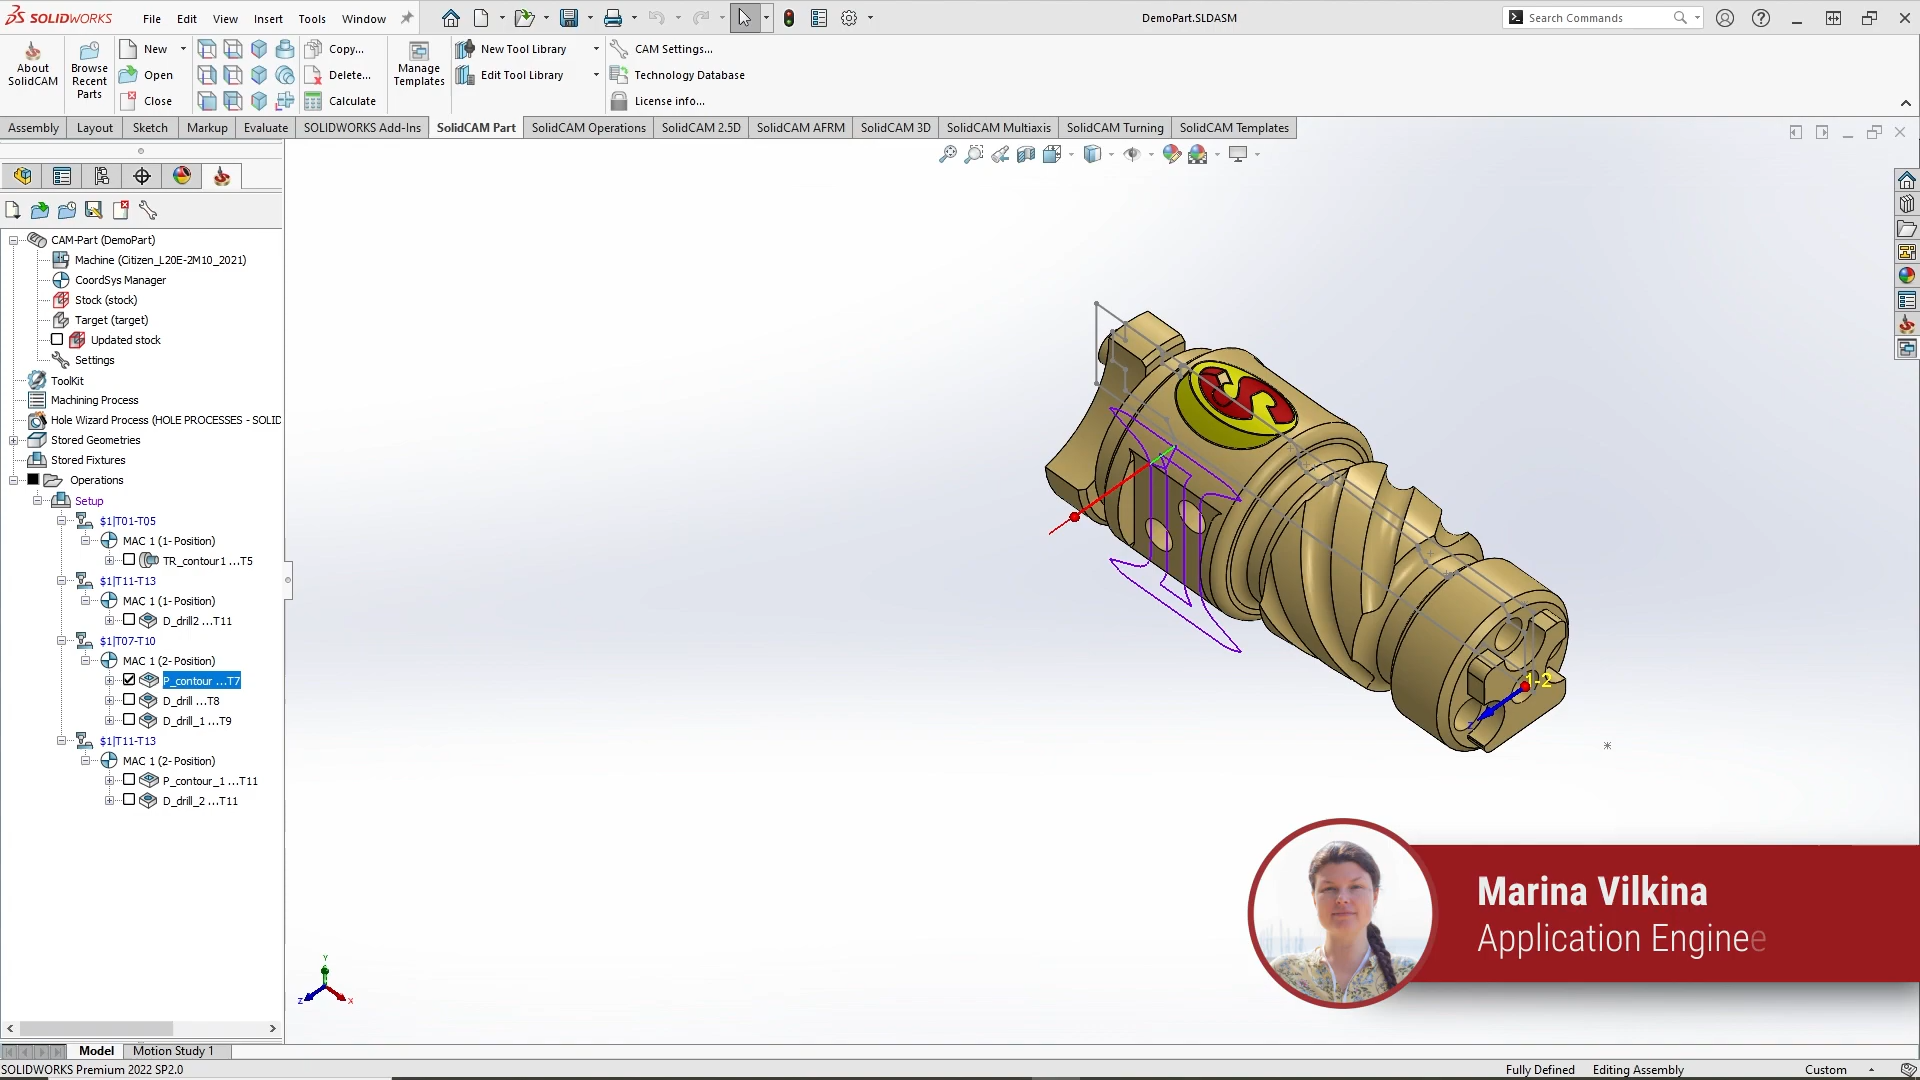 SOLIDWORKS
File Edit View Insert Tools Window
DemoPart.SLDASM
Search Commands
About SolidCAM
Browse Recent Parts
New
Open
Close
Copy...
Delete...
Calculate
Manage Templates
New Tool Library
Edit Tool Library
CAM Settings...
Technology Database
License info...
Assembly Layout Sketch Markup Evaluate SOLIDWORKS Add-Ins SolidCAM Part SolidCAM Operations SolidCAM 2.5D SolidCAM AFRM SolidCAM 3D SolidCAM Multiaxis SolidCAM Turning SolidCAM Templates
CAM-Part (DemoPart)
Machine (Citizen_L20E-2M10_2021)
CoordSys Manager
Stock (stock)
Target (target)
Updated stock
Settings
ToolKit
Machining Process
Hole Wizard Process (HOLE PROCESSES - SOLID
Stored Geometries
Stored Fixtures
Operations
Setup
$1|T01-T05
MAC 1 (1- Position)
TR_contour1 ...T5
$1|T11-T13
MAC 1 (1- Position)
D_drill2 ...T11
$1|T07-T10
MAC 1 (2- Position)
P_contour ...T7
D_drill ...T8
D_drill_1 ...T9
$1|T11-T13
MAC 1 (2- Position)
P_contour_1 ...T11
D_drill_2 ...T11
1-2
Y
Z
X
Marina Vilkina
Application Enginee
Model Motion Study 1
SOLIDWORKS Premium 2022 SP2.0
Fully Defined Editing Assembly Custom